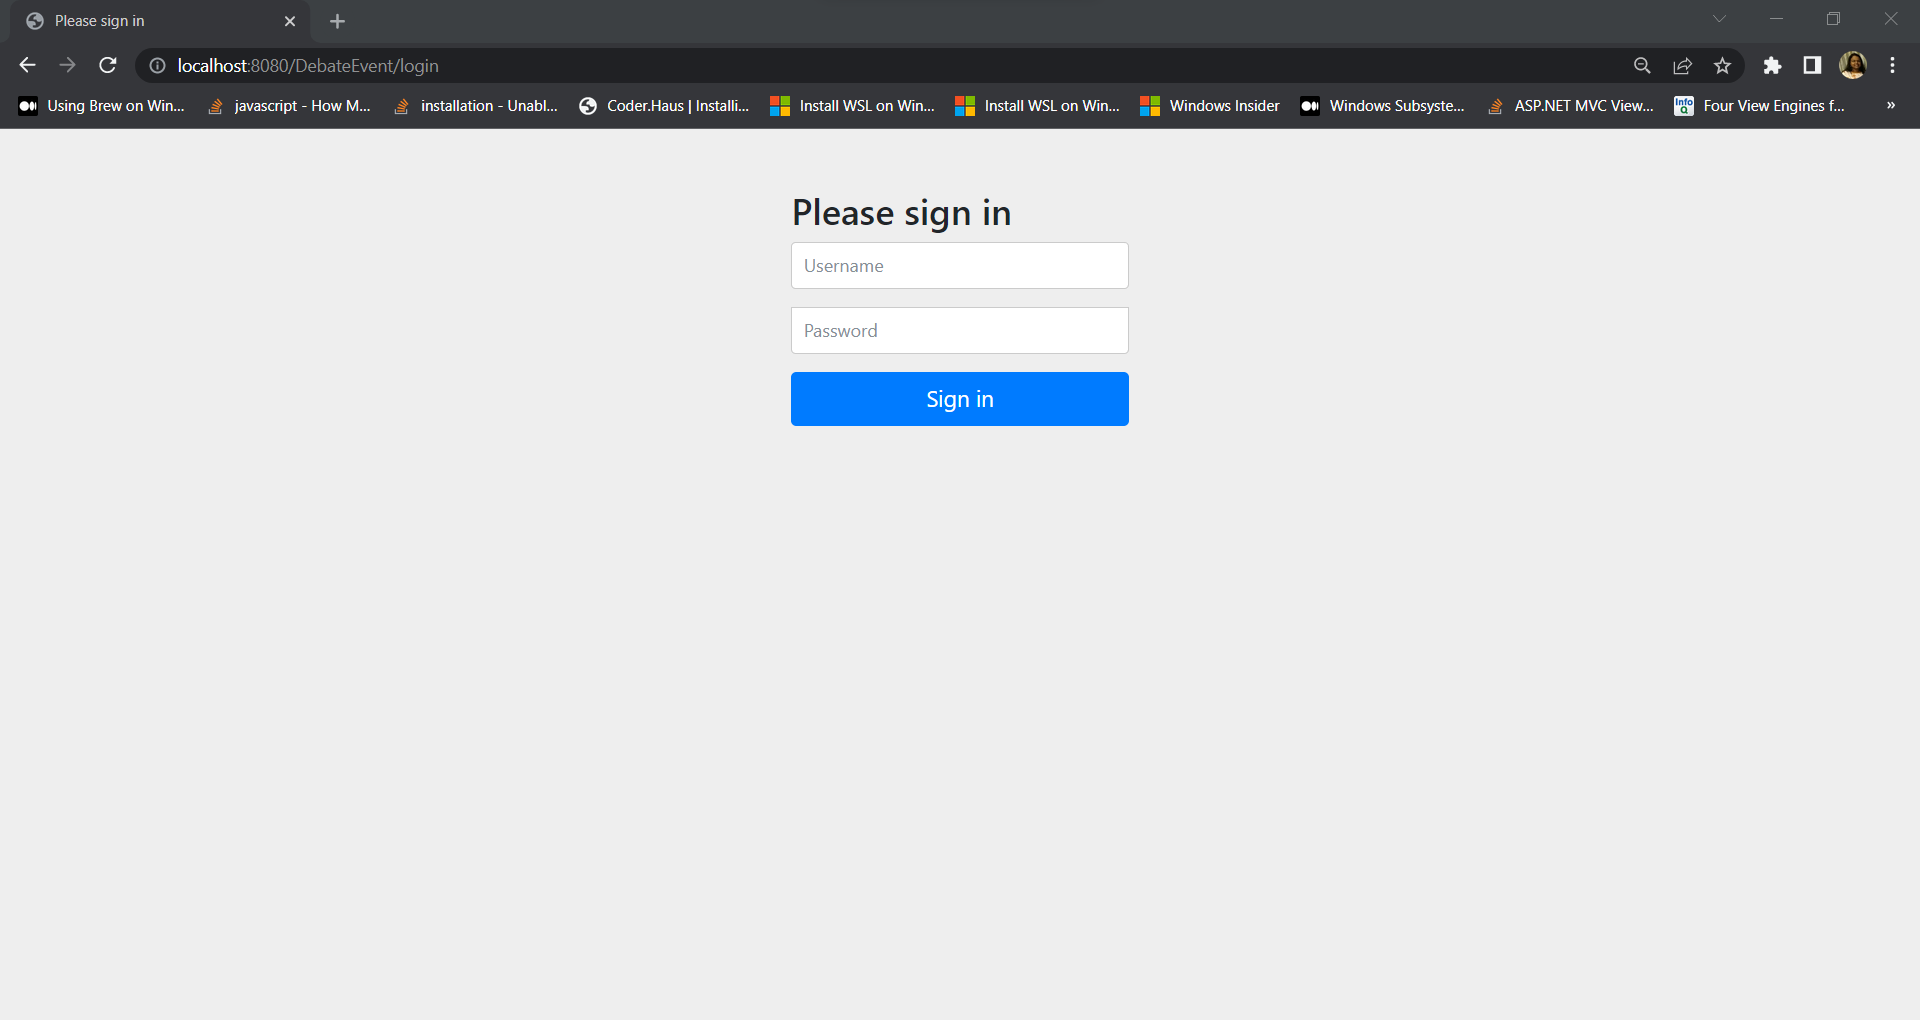 Please sign in
localhost:8080/DebateEvent/login
Using Brew on Win... javascript - How M... installation - Unabl... Coder.Haus | Installi... Install WSL on Win... Install WSL on Win... Windows Insider Windows Subsyste... ASP.NET MVC View... Info Q Four View Engines f... »
Please sign in
Username
Password
Sign in